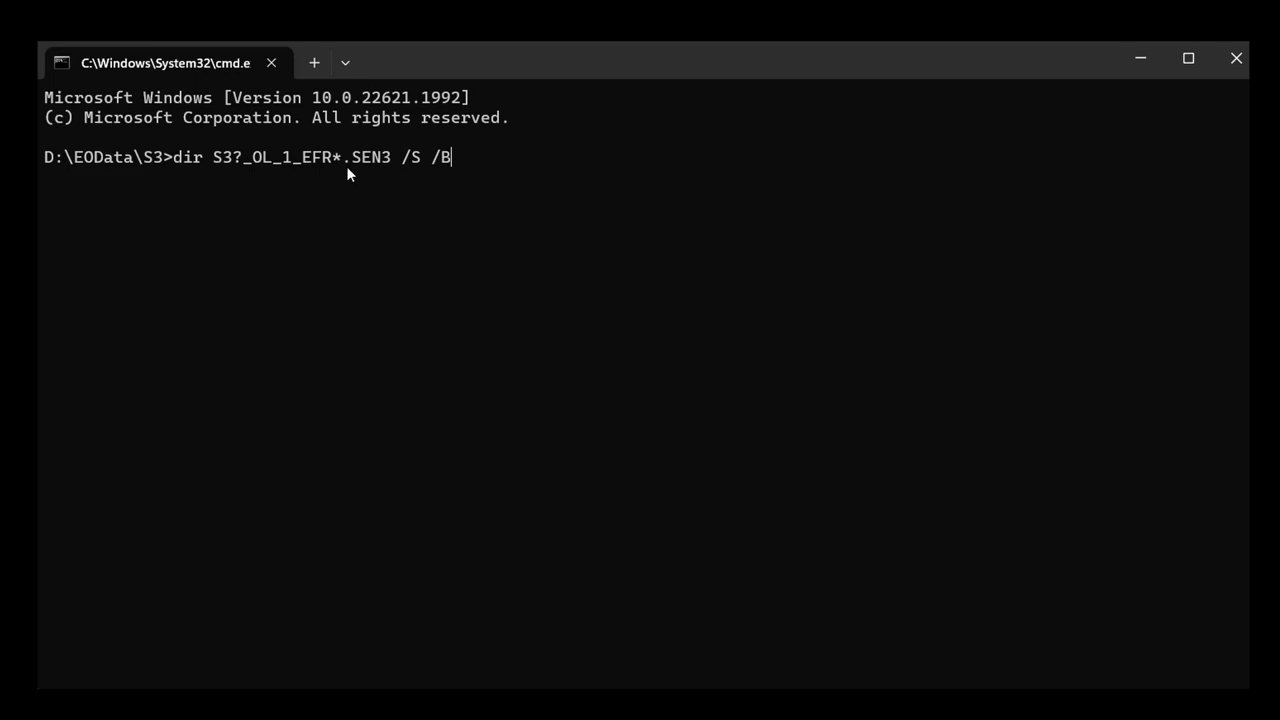 C:\Windows\System32\cmd.e
Microsoft Windows [Version 10.0.22621.1992]
(c) Microsoft Corporation. All rights reserved.
D:\EOData\S3>dir S3?_OL_1_EFR*.SEN3 /S /B